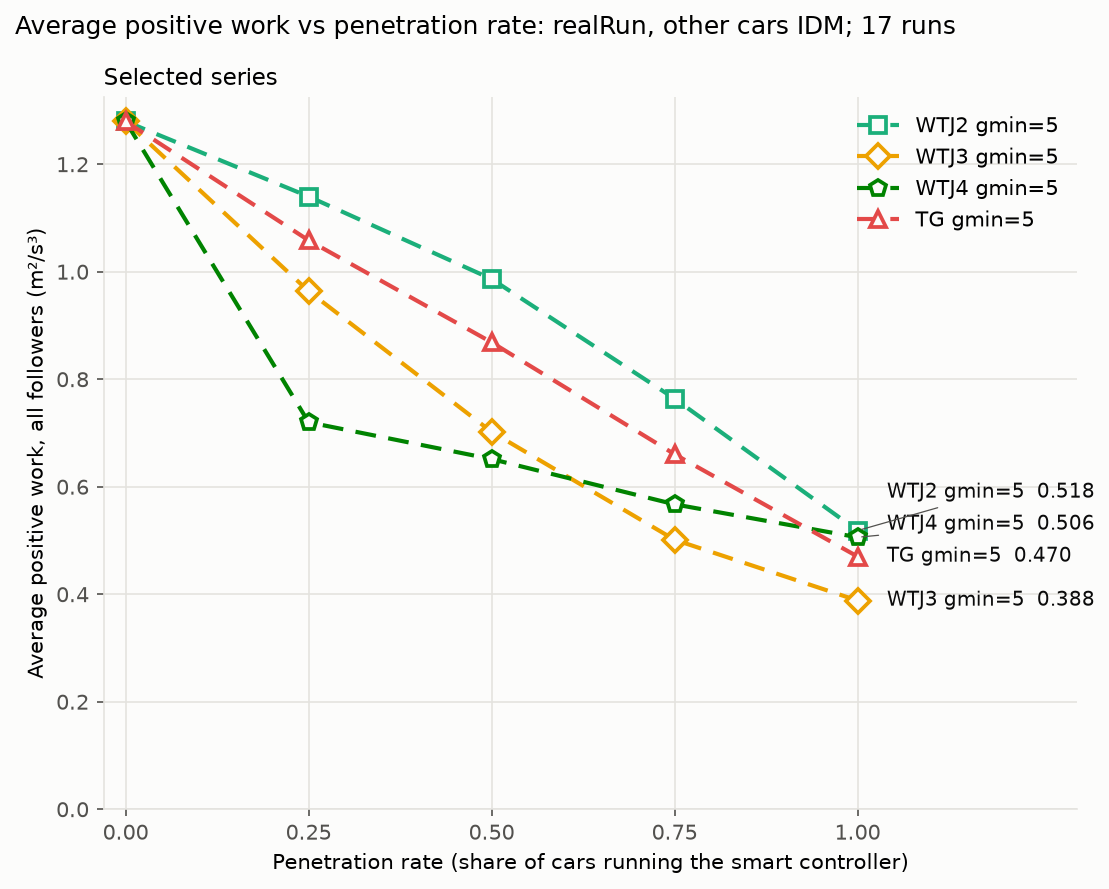 Average positive work vs penetration rate: realRun, other cars IDM; 17 runs
Selected series
WTJ2 gmin=5
WTJ3 gmin=5
WTJ4 gmin=5
TG gmin=5
Average positive work, all followers (m²/s³)
1.2
1.0
0.8
0.6
0.4
0.2
0.0
WTJ2 gmin=5 0.518
WTJ4 gmin=5 0.506
TG gmin=5 0.470
WTJ3 gmin=5 0.388
0.00 0.25 0.50 0.75 1.00
Penetration rate (share of cars running the smart controller)